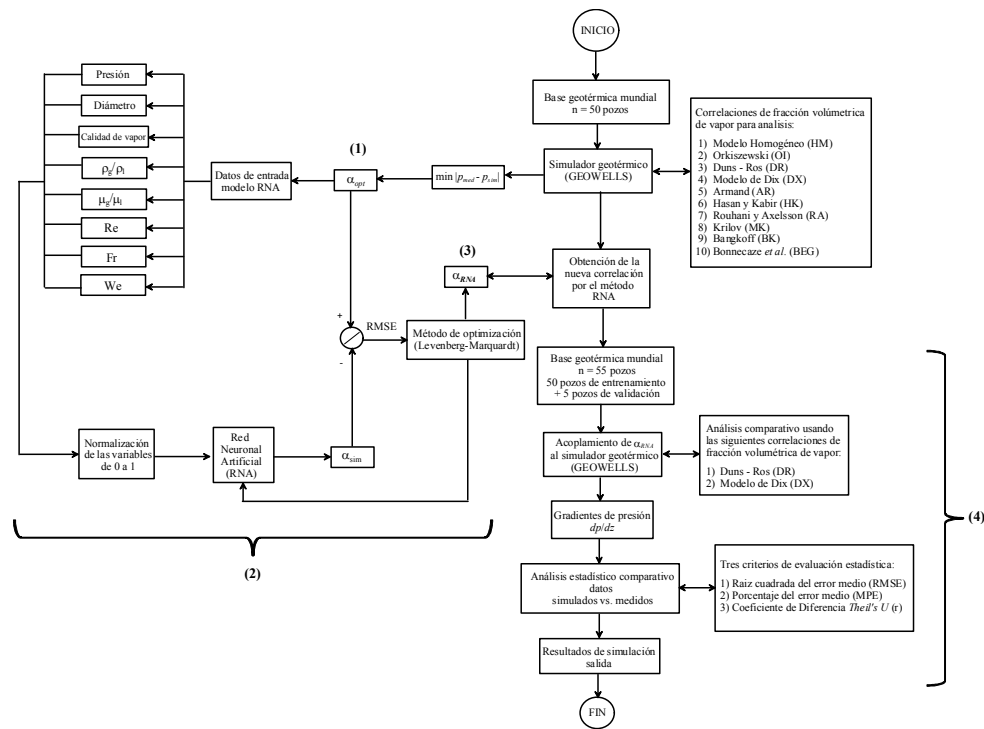 INICIO
Base geotérmica mundial
n = 50 pozos
Simulador geotérmico
(GEOWELLS)
Correlaciones de fracción volúmetrica
de vapor para analisis:
1) Modelo Homogéneo (HM)
2) Orkiszewski (OI)
3) Duns - Ros (DR)
4) Modelo de Dix (DX)
5) Armand (AR)
6) Hasan y Kabir (HK)
7) Rouhani y Axelsson (RA)
8) Krilov (MK)
9) Bangkoff (BK)
10) Bonnecaze et al. (BEG)
min |pmed - psim|
(1)
αopt
Datos de entrada
modelo RNA
Presión
Diámetro
Calidad de vapor
ρg/ρl
μg/μl
Re
Fr
We
(3)
αRNA
Obtención de la
nueva correlación
por el método
RNA
+
-
RMSE
Método de optimización
(Levenberg-Marquardt)
Normalización
de las variables
de 0 a 1
Red
Neuronal
Artificial
(RNA)
αsim
(2)
Base geotérmica mundial
n = 55 pozos
50 pozos de entrenamiento
+ 5 pozos de validación
Acoplamiento de αRNA
al simulador geotérmico
(GEOWELLS)
Análisis comparativo usando
las siguientes correlaciones de
fracción volumétrica de vapor:
1) Duns - Ros (DR)
2) Modelo de Dix (DX)
(4)
Gradientes de presión
dp/dz
Análisis estadístico comparativo
datos
simulados vs. medidos
Tres criterios de evaluación estadística:
1) Raiz cuadrada del error medio (RMSE)
2) Porcentaje del error medio (MPE)
3) Coeficiente de Diferencia Theil's U (r)
Resultados de simulación
salida
FIN